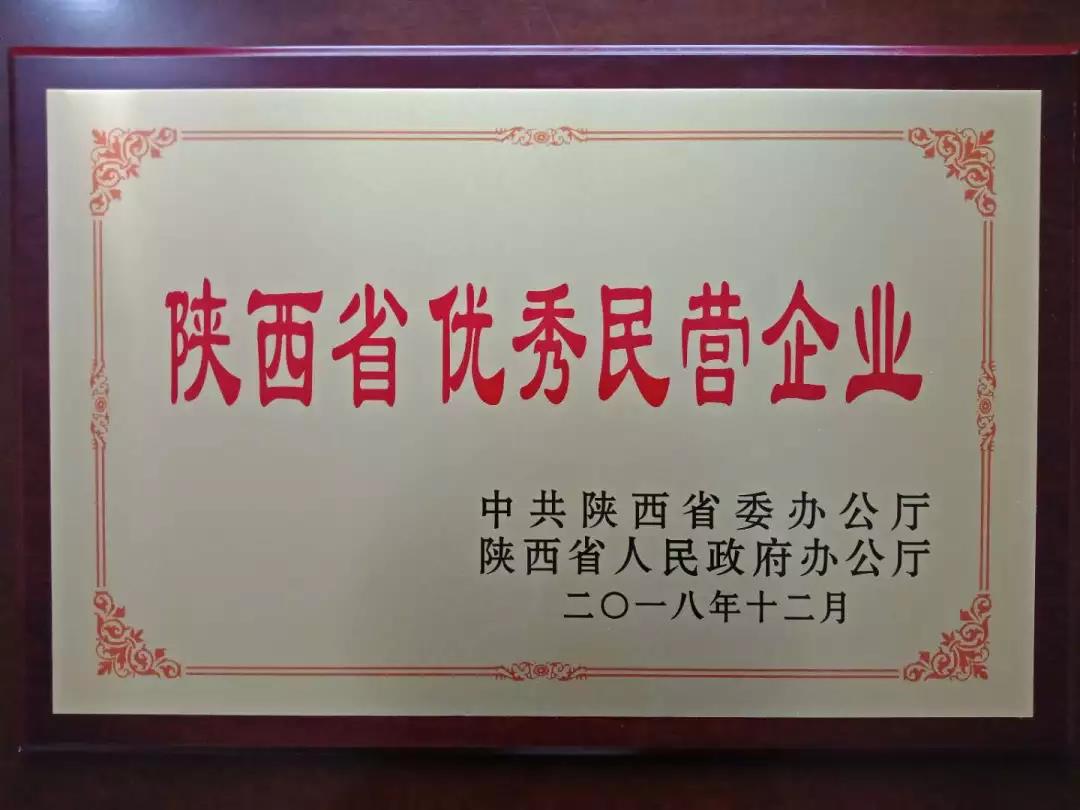 陕西省优秀民营企业
中共陕西省委办公厅
陕西省人民政府办公厅
二〇一八年十二月